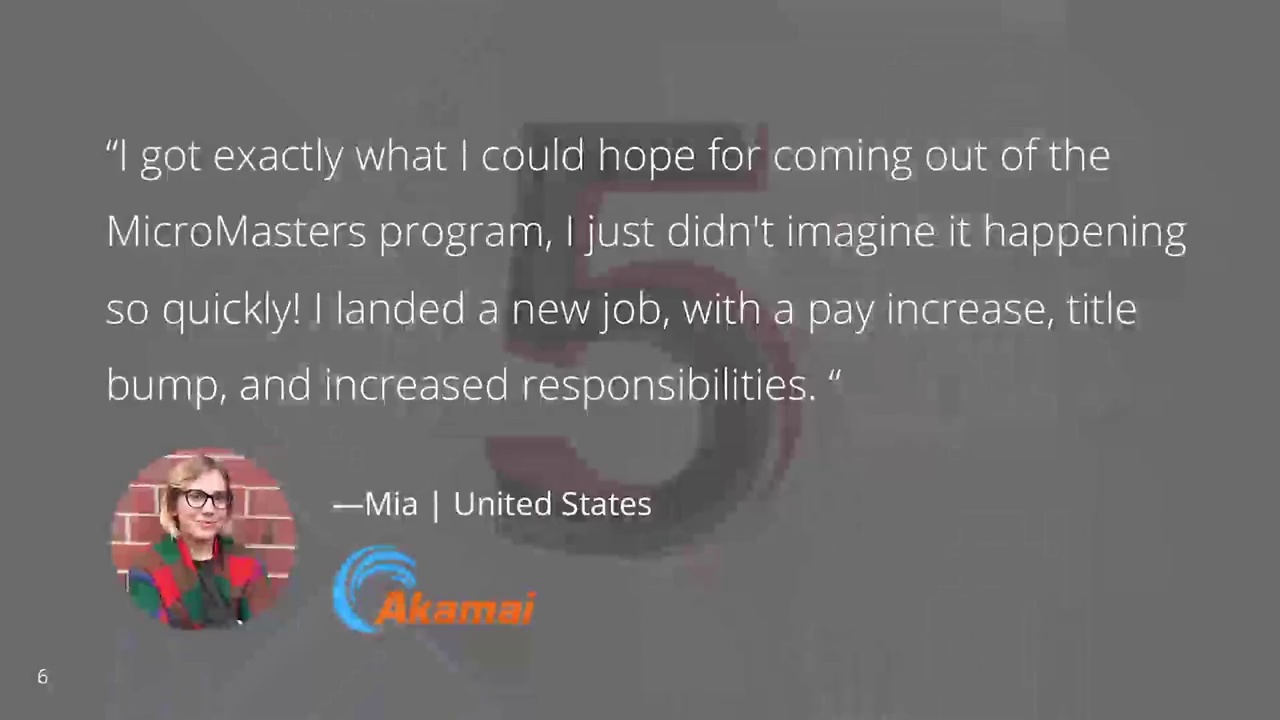 “I got exactly what I could hope for coming out of the
MicroMasters program, I just didn't imagine it happening
so quickly! I landed a new job, with a pay increase, title
bump, and increased responsibilities. “
—Mia | United States
Akamai
6
5